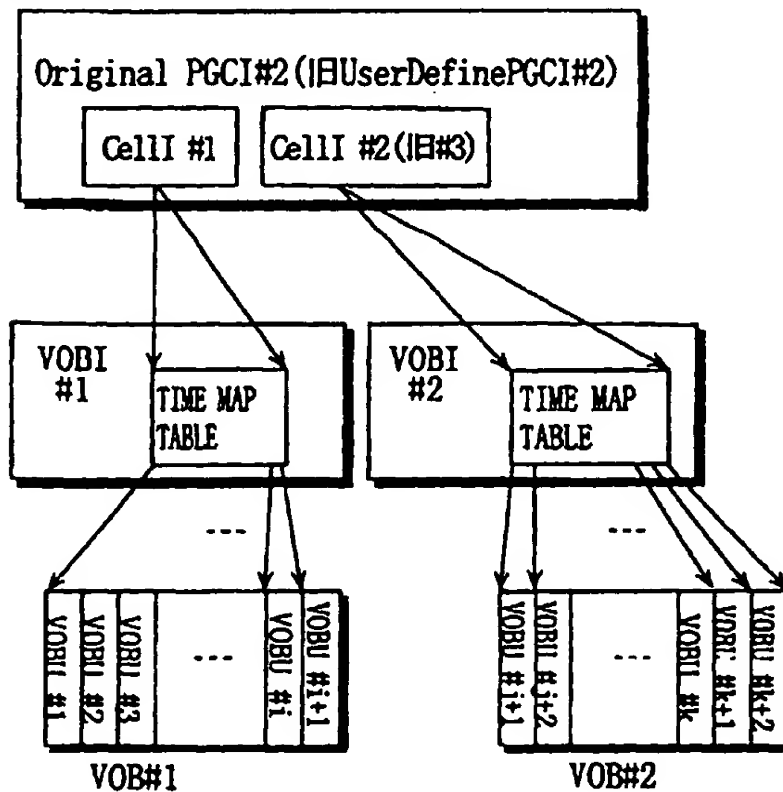 Original PGCI#2(旧UserDefinePGCI#2)
CellI #1
CellI #2(旧#3)
VOBI
#1
TIME MAP
TABLE
VOBI
#2
TIME MAP
TABLE
---
---
VOBU #1
VOBU #2
VOBU #3
---
VOBU #i
VOBU #i+1
VOBU #j+1
VOBU #j+2
---
VOBU #k
VOBU #k+1
VOBU #k+2
VOB#1
VOB#2